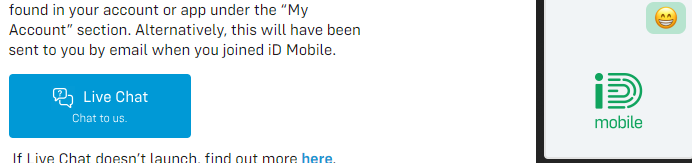 found in your account or app under the “My
Account” section. Alternatively, this will have been
sent to you by email when you joined iD Mobile.
Live Chat
Chat to us.
If Live Chat doesn’t launch, find out more here.
iD
mobile